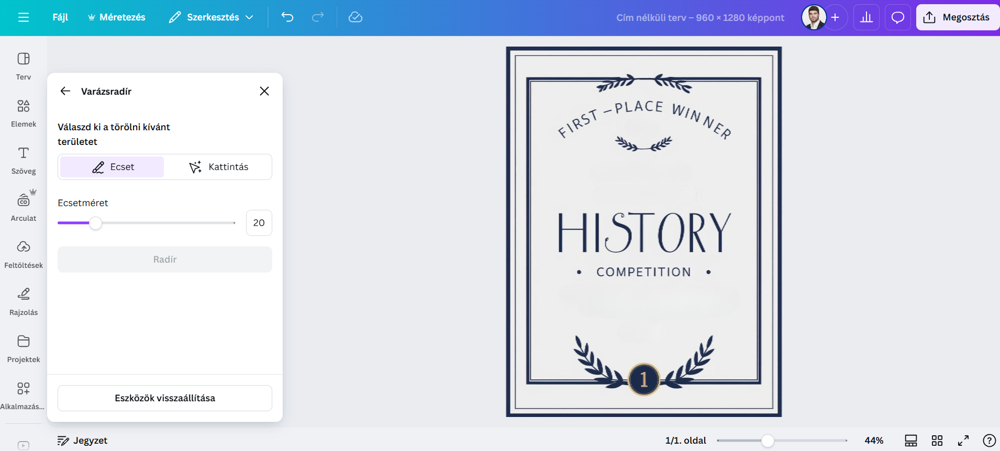 Fájl
Méretezés
Szerkesztés
Cím nélküli terv – 960 × 1280 képpont
Megosztás
Terv
Elemek
Szöveg
Arculat
Feltöltések
Rajzolás
Projektek
Alkalmazás...
Varázsradír
Válaszd ki a törölni kívánt
területet
Ecset
Kattintás
Ecsetméret
20
Radír
Eszközök visszaállítása
FIRST – PLACE WINNER
HISTORY
• COMPETITION •
1
Jegyzet
1/1. oldal
44%